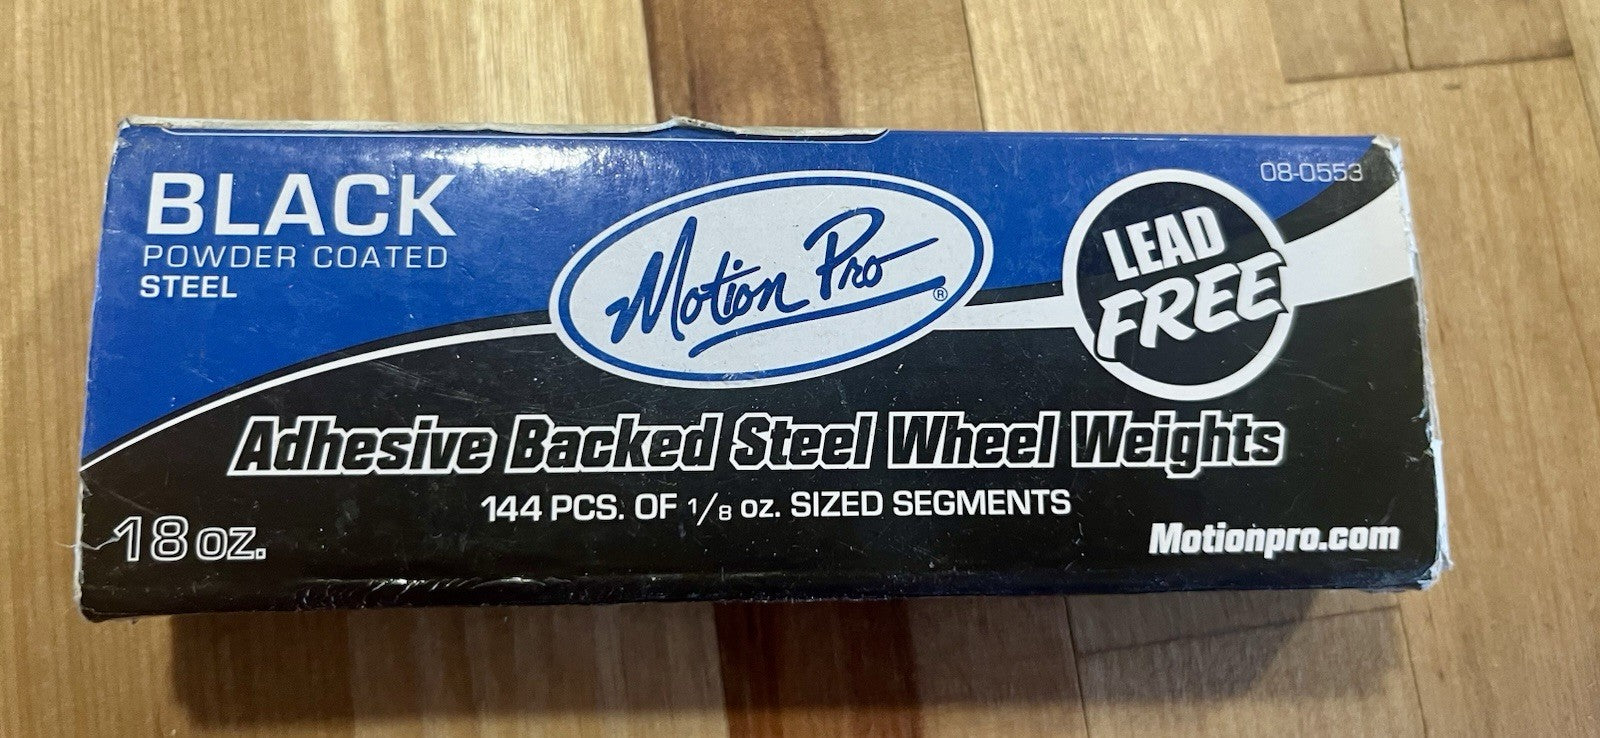 BLACK
POWDER COATED
STEEL
08-0553
Motion Pro®
LEAD
FREE
Adhesive Backed Steel Wheel Weights
144 PCS. OF 1/8 oz. SIZED SEGMENTS
18 oz.
Motionpro.com